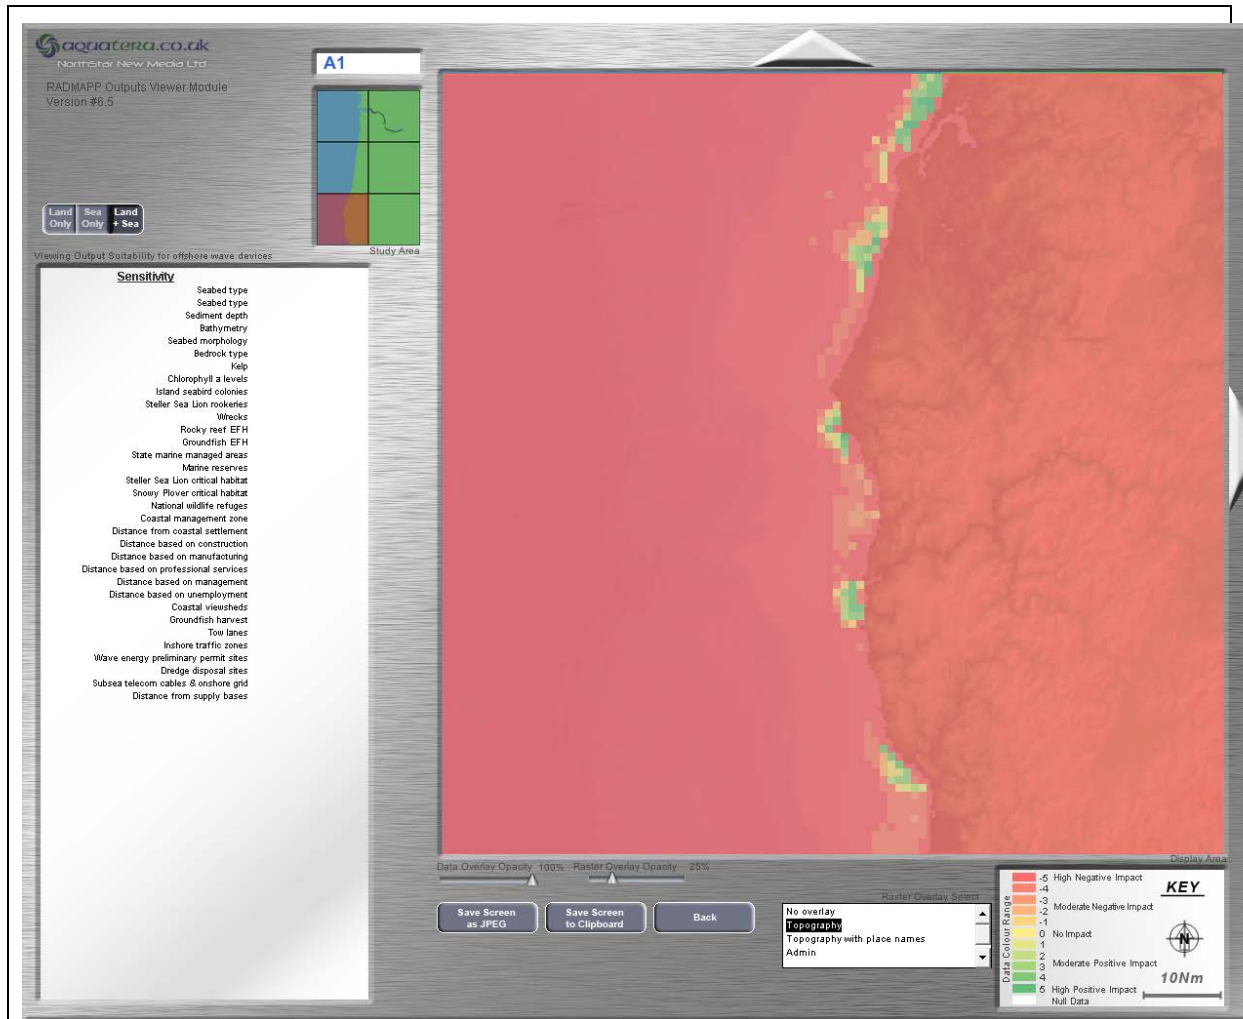 aquatera.co.uk
NorthStar New Media Ltd
RADMAPP Outputs Viewer Module
Version #6.5
A1
Land Only
Sea Only
Land + Sea
Study Area
Viewing Output Suitability for offshore wave devices
Sensitivity
Seabed type
Seabed type
Sediment depth
Bathymetry
Seabed morphology
Bedrock type
Kelp
Chlorophyll a levels
Island seabird colonies
Steller Sea Lion rookeries
Wrecks
Rocky reef EFH
Groundfish EFH
State marine managed areas
Marine reserves
Steller Sea Lion critical habitat
Snowy Plover critical habitat
National wildlife refuges
Coastal management zone
Distance from coastal settlement
Distance based on construction
Distance based on manufacturing
Distance based on professional services
Distance based on management
Distance based on unemployment
Coastal viewsheds
Groundfish harvest
Tow lanes
Inshore traffic zones
Wave energy preliminary permit sites
Dredge disposal sites
Subsea telecom cables & onshore grid
Distance from supply bases
Display Area
Data Overlay Opacity 100% Raster Overlay Opacity 25%
Save Screen as JPEG
Save Screen to Clipboard
Back
Raster Overlay Select
No overlay
Topography
Topography with place names
Admin
KEY
Data Colour Range
-5 High Negative Impact
-4
-3
-2 Moderate Negative Impact
-1
0 No Impact
1
2
3 Moderate Positive Impact
4
5 High Positive Impact
Null Data
N
10Nm